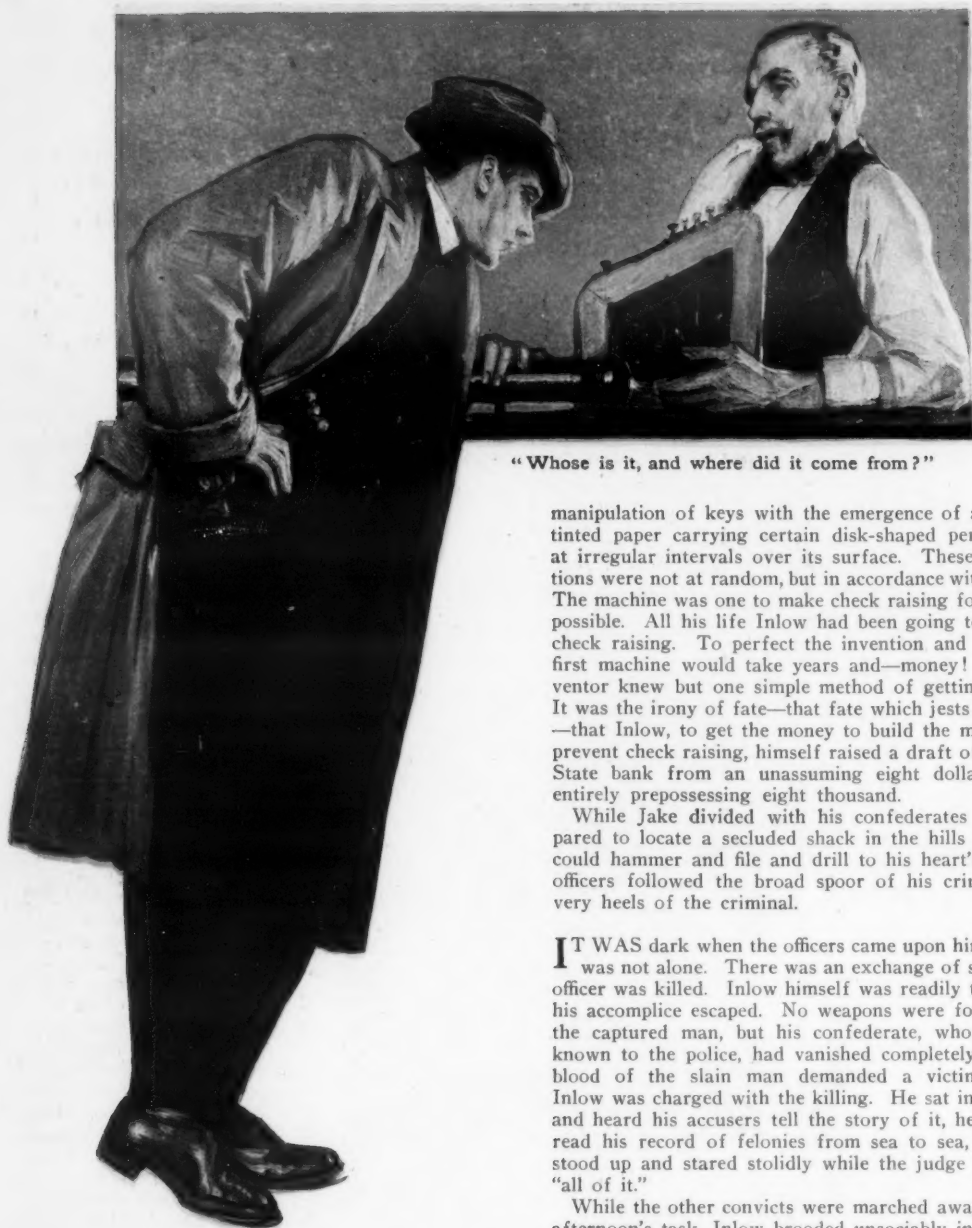 "Whose is it, and where did it come from?"
manipulation of keys with the emergence of
tinted paper carrying certain disk-shaped
at irregular intervals over its surface. These
tions were not at random, but in accordance
The machine was one to make check raising
possible. All his life Inlow had been going
check raising. To perfect the invention and
first machine would take years and—money!
ventor knew but one simple method of
It was the irony of fate—that fate which jests
—that Inlow, to get the money to build the
prevent check raising, himself raised a draft
State bank from an unassuming eight
entirely prepossessing eight thousand.
While Jake divided with his confederates
pared to locate a secluded shack in the hills
could hammer and file and drill to his heart's
officers followed the broad spoor of his
very heels of the criminal.
IT WAS dark when the officers came upon
was not alone. There was an exchange of
officer was killed. Inlow himself was readily
his accomplice escaped. No weapons were
the captured man, but his confederate,
known to the police, had vanished completely
blood of the slain man demanded a
Inlow was charged with the killing. He sat
and heard his accusers tell the story of it,
read his record of felonies from sea to sea,
stood up and stared stolidly while the judge
"all of it."
While the other convicts were marched
afternoon's task, Inlow brooded unsociably